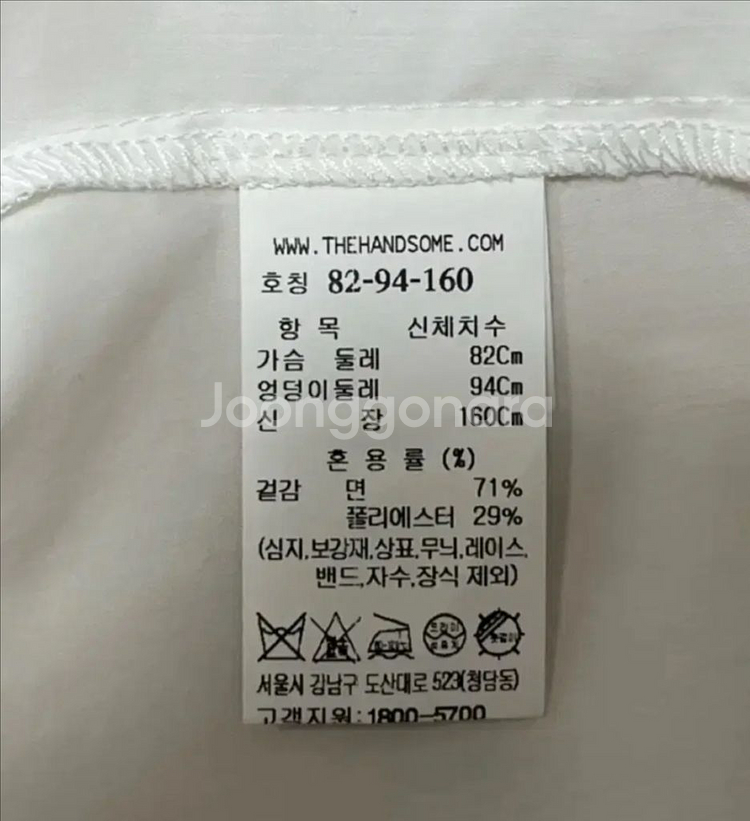 WWW.THEHANDSOME.COM
호칭 82-94-160
항 목 신체치수
가슴 둘레 82Cm
엉덩이둘레 94Cm
Joonggonara
신 장 160Cm
혼 용 률 (%)
겉감 면 71%
폴리에스터 29%
(심지,보강재,상표,무늬,레이스,
밴드,자수,장식 제외)
드라이
서울시 강남구 도산대로 523(청담동)
고객지원:1800-5700